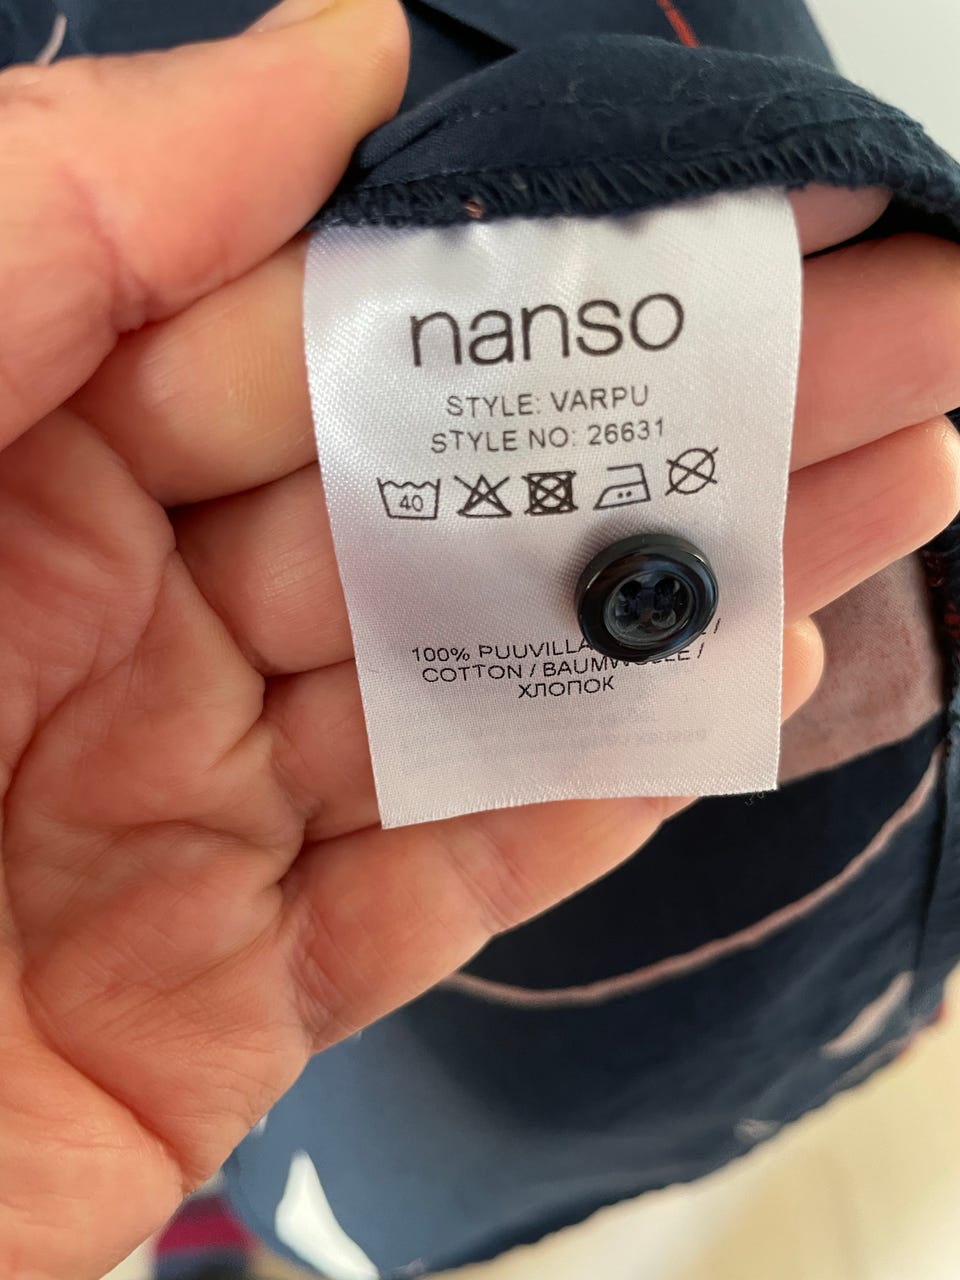 nanso
STYLE: VARPU
STYLE NO: 26631
40
100% PUUVILLA /
COTTON / BAUMWOLLE /
ХЛОПОК